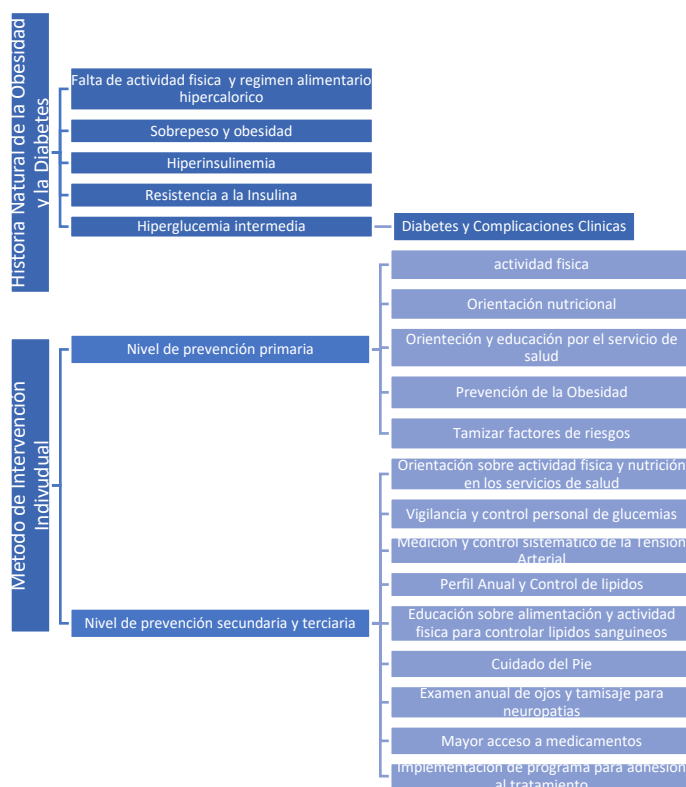 Historia Natural de la Obesidad
y la Diabetes
Falta de actividad fisica y regimen alimentario
hipercalorico
Sobrepeso y obesidad
Hiperinsulinemia
Resistencia a la Insulina
Hiperglucemia intermedia
Diabetes y Complicaciones Clinicas
Metodo de Intervención
Indivudual
Nivel de prevención primaria
actividad fisica
Orientación nutricional
Orienteción y educación por el servicio de
salud
Prevención de la Obesidad
Tamizar factores de riesgos
Nivel de prevención secundaria y terciaria
Orientación sobre actividad fisica y nutrición
en los servicios de salud
Vigilancia y control personal de glucemias
Medición y control sistematico de la Tensión
Arterial
Perfil Anual y Control de lipidos
Educación sobre alimentación y actividad
fisica para controlar lipidos sanguineos
Cuidado del Pie
Examen anual de ojos y tamisaje para
neuropatias
Mayor acceso a medicamentos
Implementación de programa para adhesión
al tratamiento